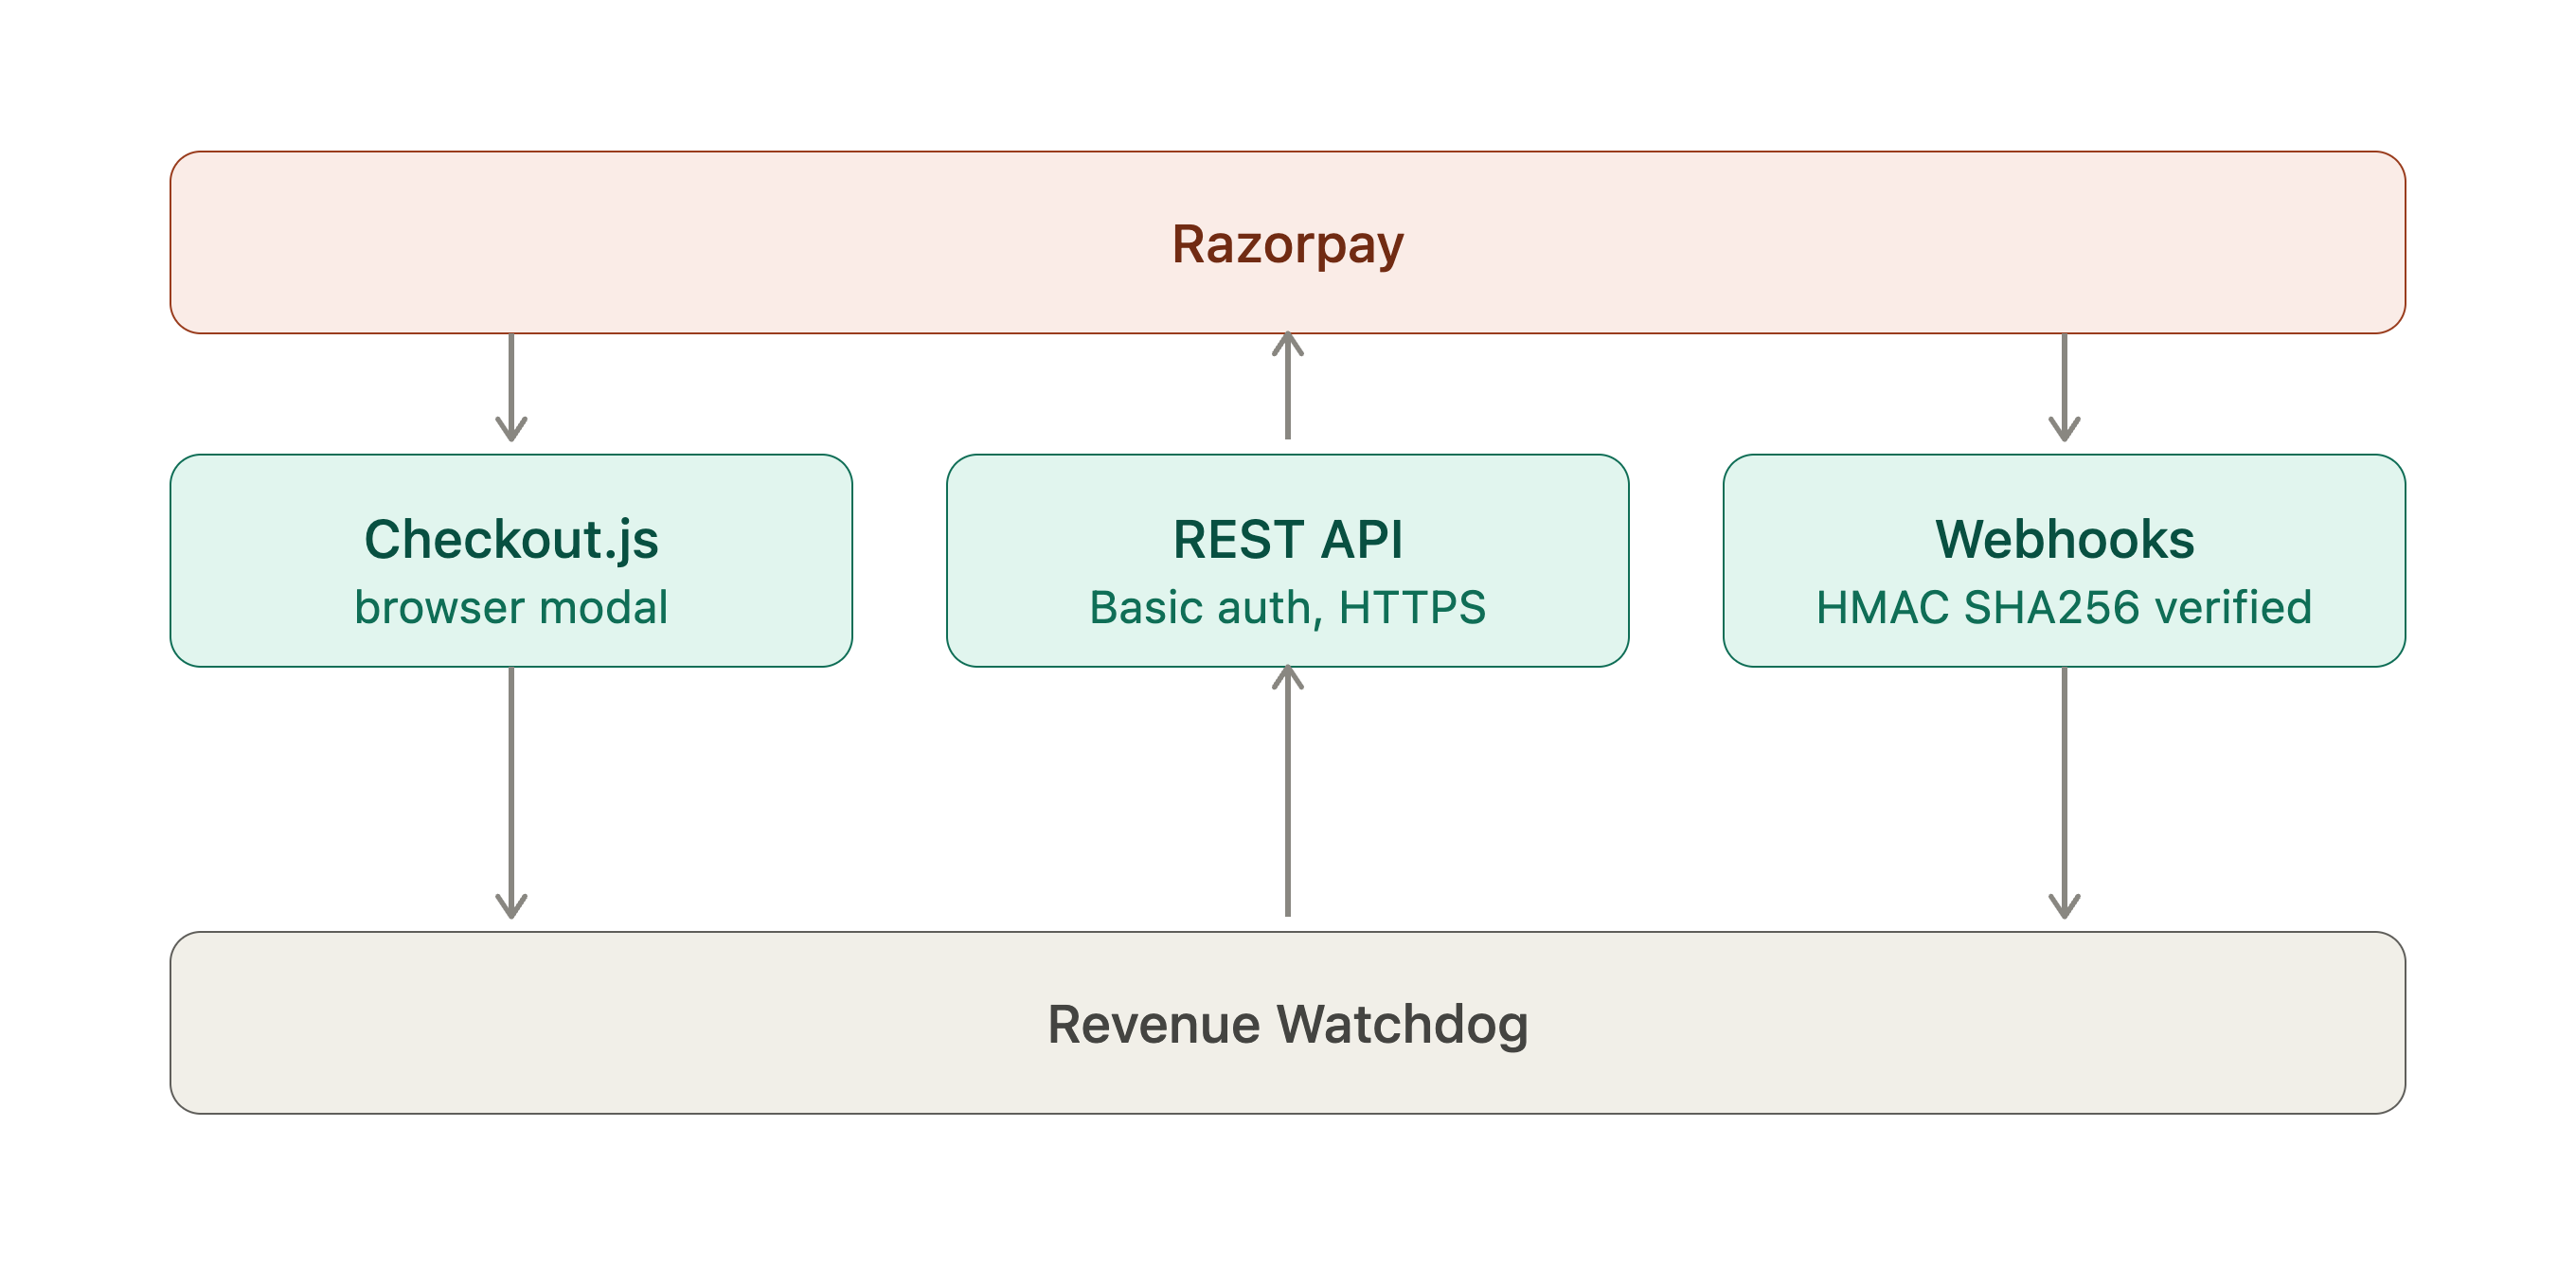 Razorpay
Checkout.js
browser modal
REST API
Basic auth, HTTPS
Webhooks
HMAC SHA256 verified
Revenue Watchdog